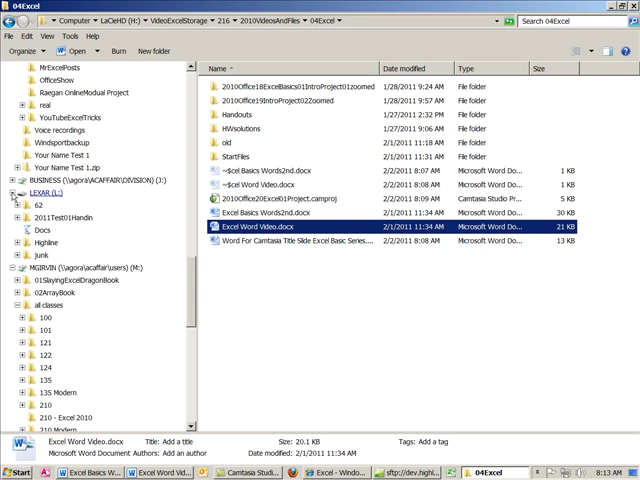 04Excel
Computer LaCieHD (H:) VideoExcelStorage 216 2010VideosAndFiles 04Excel Search 04Excel
File Edit View Tools Help
Organize Open Burn New folder
MrExcelPosts
OfficeShow
Raegan OnlineModual Project
real
YouTubeExcelTricks
Voice recordings
Windsportbackup
Your Name Test 1
Your Name Test 1.zip
BUSINESS (\\agora\ACAFFAIR\DIVISION) (J:)
LEXAR (L:)
62
2011Test01Handin
Docs
Highline
junk
MGIRVIN (\\agora\acaffair\users) (M:)
01SlayingExcelDragonBook
02ArrayBook
all classes
100
101
121
122
124
135
135 Modern
210
210 - Excel 2010
210 Modern
Name Date modified Type Size
2010Office18ExcelBasics01IntroProject01zoomed 1/28/2011 9:24 AM File folder
2010Office19IntroProject02Zoomed 1/28/2011 9:57 AM File folder
Handouts 1/27/2011 2:32 PM File folder
HWsolutions 1/27/2011 9:06 AM File folder
old 2/1/2011 11:18 AM File folder
StartFiles 2/1/2011 11:31 AM File folder
~$cel Basics Words2nd.docx 2/2/2011 8:07 AM Microsoft Word Do... 1 KB
~$cel Word Video.docx 2/2/2011 8:08 AM Microsoft Word Do... 1 KB
2010Office20Excel01Project.camproj 2/2/2011 8:08 AM Camtasia Studio Pr... 5 KB
Excel Basics Words2nd.docx 2/1/2011 11:34 AM Microsoft Word Do... 30 KB
Excel Word Video.docx 2/1/2011 11:34 AM Microsoft Word Do... 21 KB
Word For Camtasia Title Slide Excel Basic Series.... 2/2/2011 8:08 AM Microsoft Word Do... 13 KB
Excel Word Video.docx Title: Add a title Size: 20.1 KB Tags: Add a tag
Microsoft Word Document Authors: Add an author Date modified: 2/1/2011 11:34 AM
Start Excel Basics W... Excel Word Vid... Camtasia Studi... Excel - Windo... sftp://dev.highl... 04Excel 8:13 AM